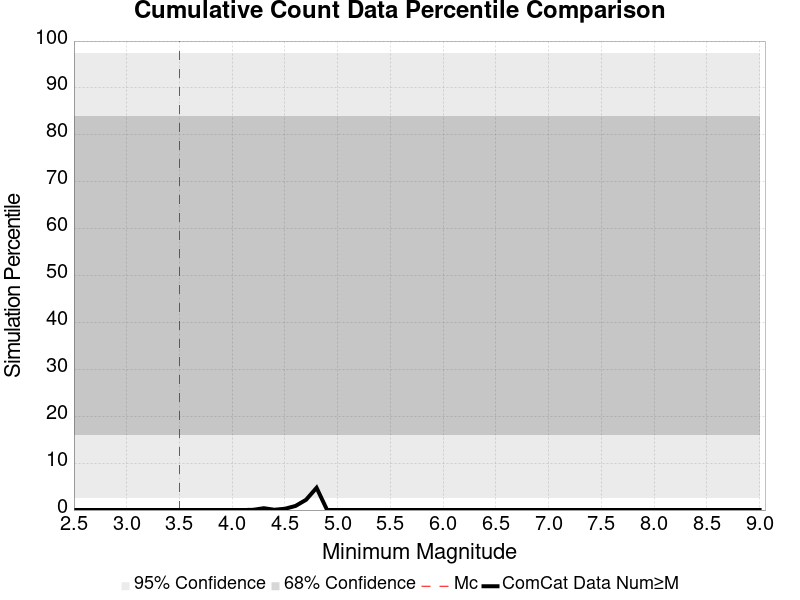 Cumulative Count Data Percentile Comparison
100
90
80
70
60
50
40
30
20
10
0
Simulation Percentile
2.5 3.0 3.5 4.0 4.5 5.0 5.5 6.0 6.5 7.0 7.5 8.0 8.5 9.0
Minimum Magnitude
95% Confidence 68% Confidence Mc ComCat Data Num≥M